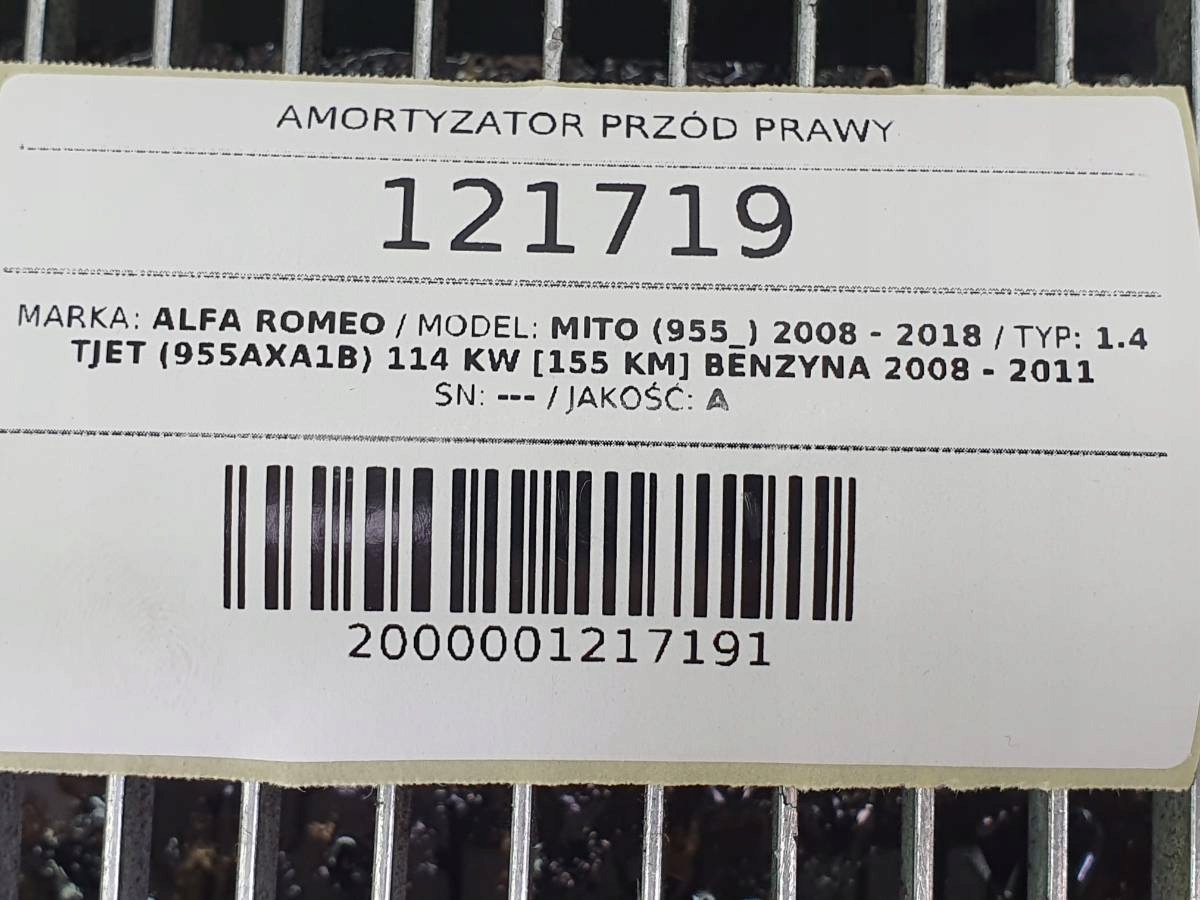 AMORTYZATOR PRZÓD PRAWY
121719
MARKA: ALFA ROMEO / MODEL: MITO (955_) 2008 - 2018 / TYP: 1.4
TJET (955AXA1B) 114 KW [155 KM] BENZYNA 2008 - 2011
SN: --- / JAKOŚĆ: A
2000001217191